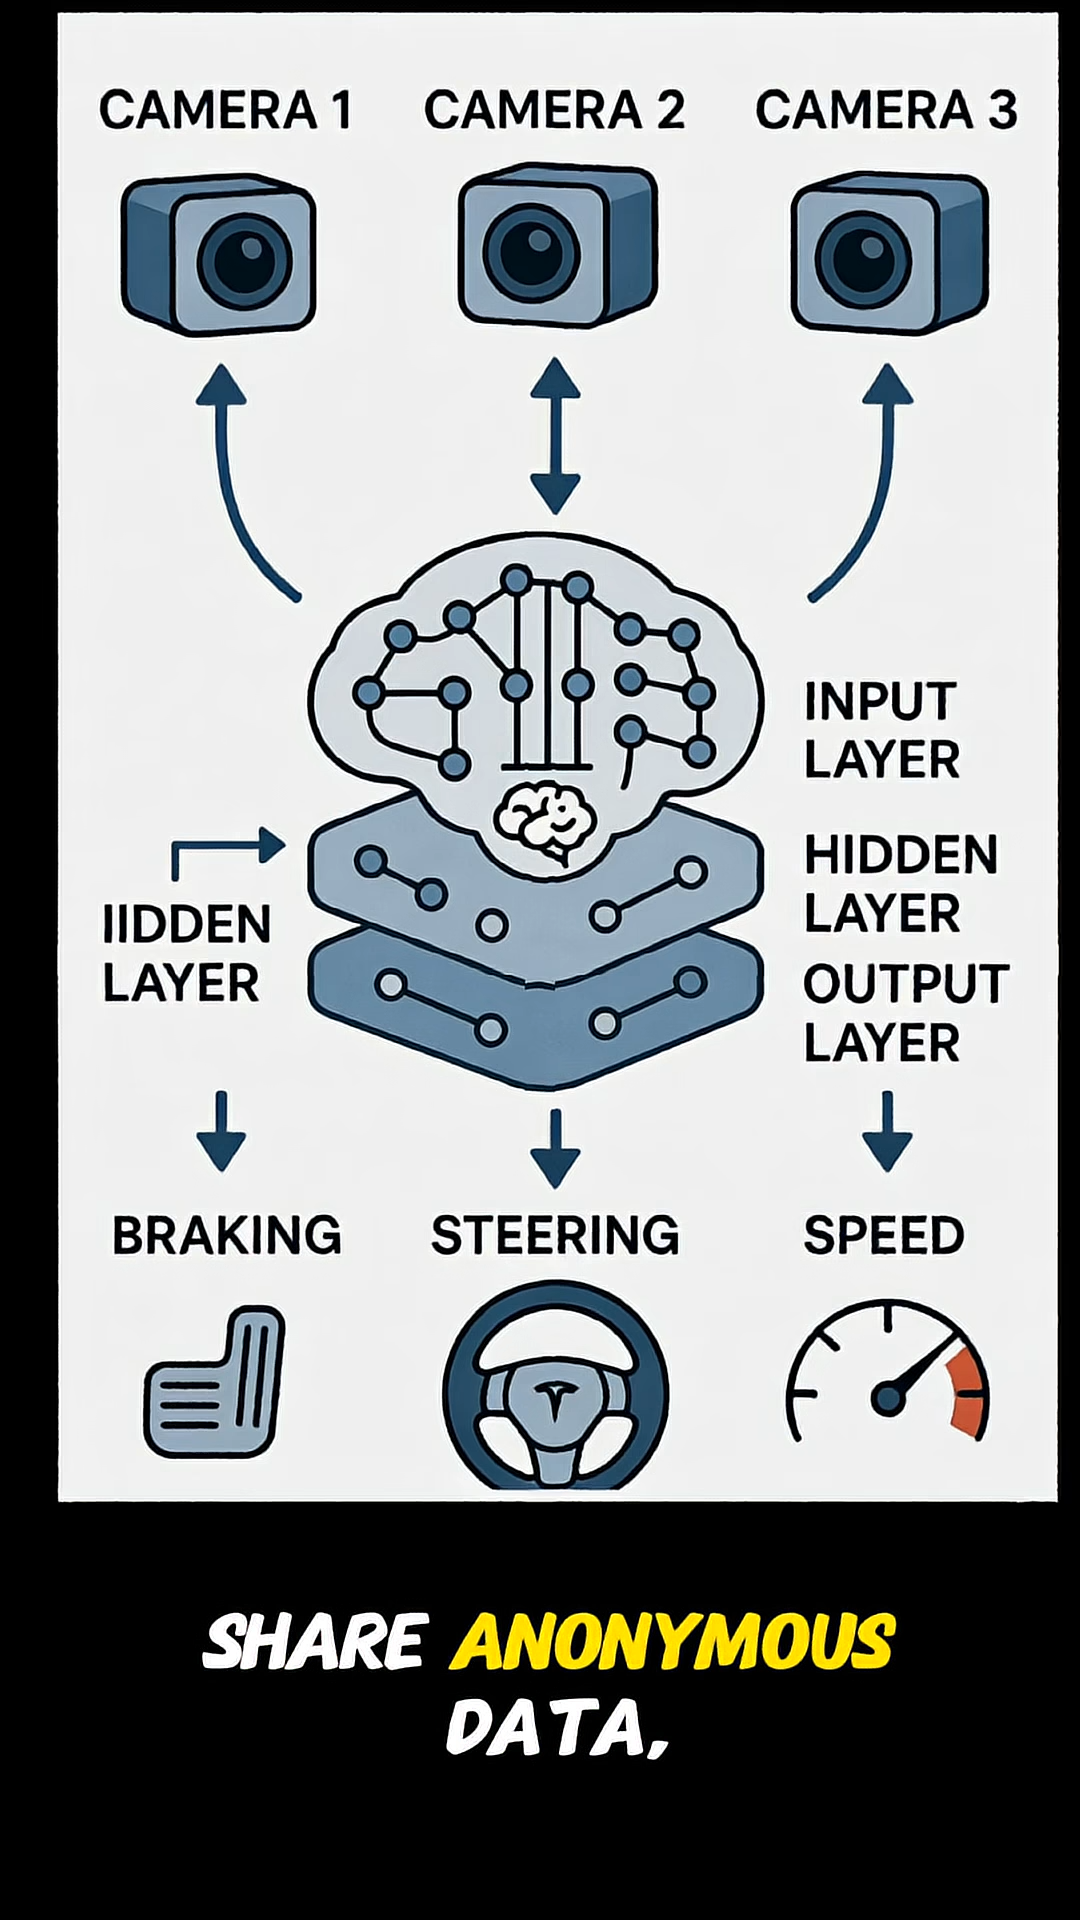 CAMERA 1
CAMERA 2
CAMERA 3
INPUT
LAYER
HIDDEN
LAYER
IIDDEN
LAYER
OUTPUT
LAYER
BRAKING
STEERING
SPEED
SHARE ANONYMOUS
DATA,